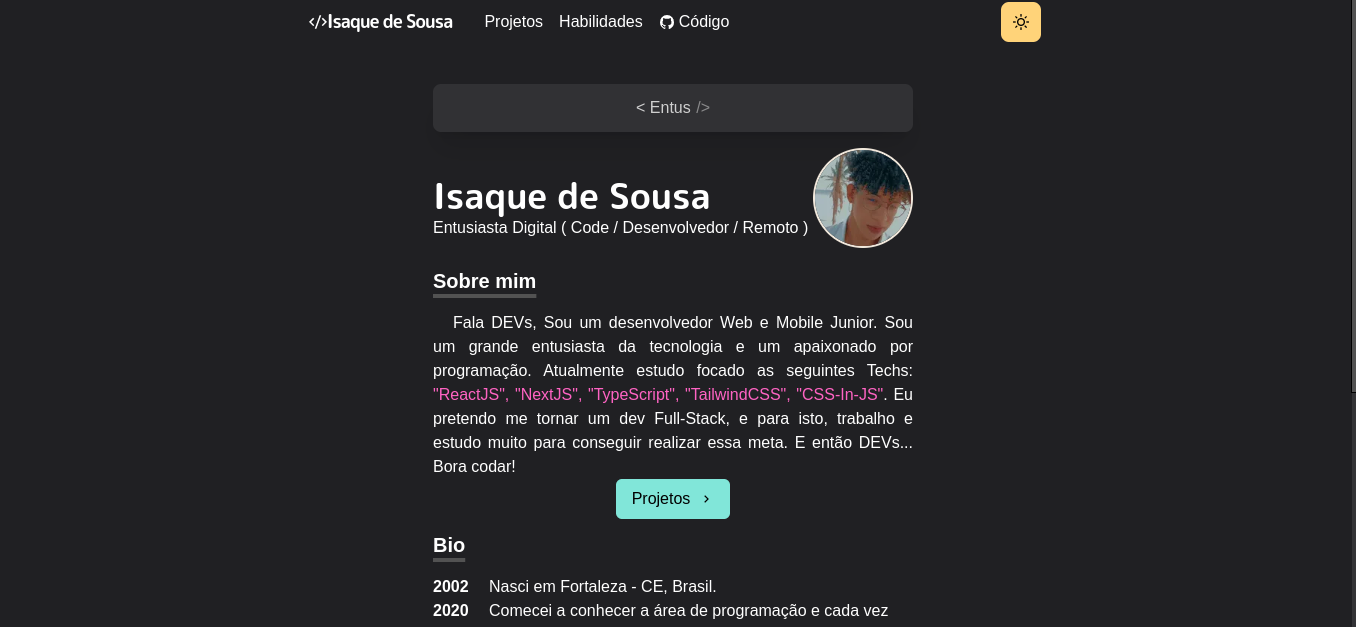 </>Isaque de Sousa Projetos Habilidades Código
< Entus />
Isaque de Sousa
Entusiasta Digital ( Code / Desenvolvedor / Remoto )
Sobre mim
Fala DEVs, Sou um desenvolvedor Web e Mobile Junior. Sou
um grande entusiasta da tecnologia e um apaixonado por
programação. Atualmente estudo focado as seguintes Techs:
"ReactJS", "NextJS", "TypeScript", "TailwindCSS", "CSS-In-JS". Eu
pretendo me tornar um dev Full-Stack, e para isto, trabalho e
estudo muito para conseguir realizar essa meta. E então DEVs...
Bora codar!
Projetos
Bio
2002 Nasci em Fortaleza - CE, Brasil.
2020 Comecei a conhecer a área de programação e cada vez